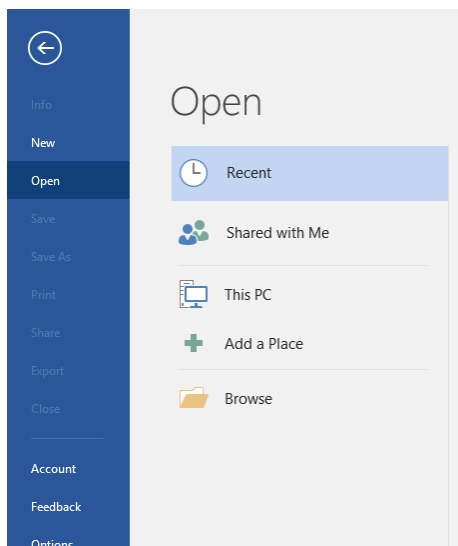 Info
New
Open
Save
Save As
Print
Share
Export
Close
Account
Feedback
Options
Open
Recent
Shared with Me
This PC
Add a Place
Browse